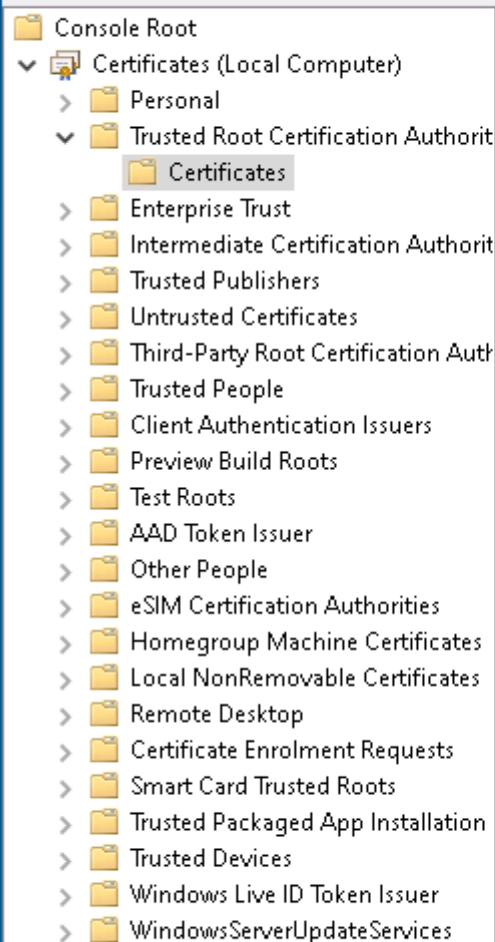 Console Root
Certificates (Local Computer)
Personal
Trusted Root Certification Authorit
Certificates
Enterprise Trust
Intermediate Certification Authorit
Trusted Publishers
Untrusted Certificates
Third-Party Root Certification Auth
Trusted People
Client Authentication Issuers
Preview Build Roots
Test Roots
AAD Token Issuer
Other People
eSIM Certification Authorities
Homegroup Machine Certificates
Local NonRemovable Certificates
Remote Desktop
Certificate Enrolment Requests
Smart Card Trusted Roots
Trusted Packaged App Installation
Trusted Devices
Windows Live ID Token Issuer
WindowsServerUpdateServices